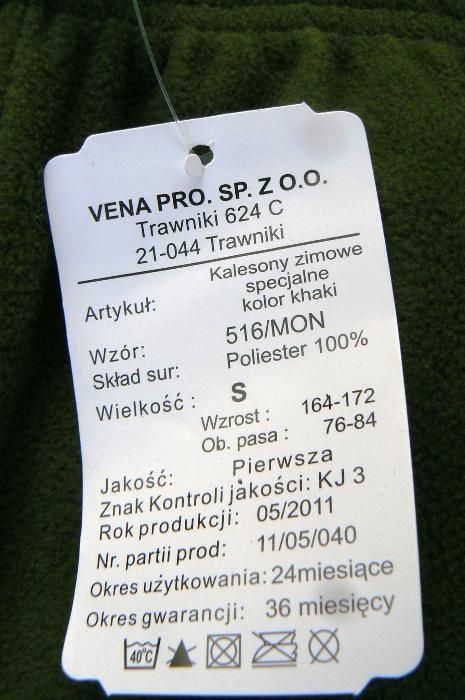 VENA PRO. SP. Z O.O.
Trawniki 624 C
21-044 Trawniki
Artykuł: Kalesony zimowe
specjalne
kolor khaki
Wzór: 516/MON
Skład sur: Poliester 100%
Wielkość : S
Wzrost : 164-172
Ob. pasa : 76-84
Jakość: Pierwsza
Znak Kontroli jakości: KJ 3
Rok produkcji: 05/2011
Nr. partii prod: 11/05/040
Okres użytkowania: 24miesiące
Okres gwarancji: 36 miesięcy
40°C